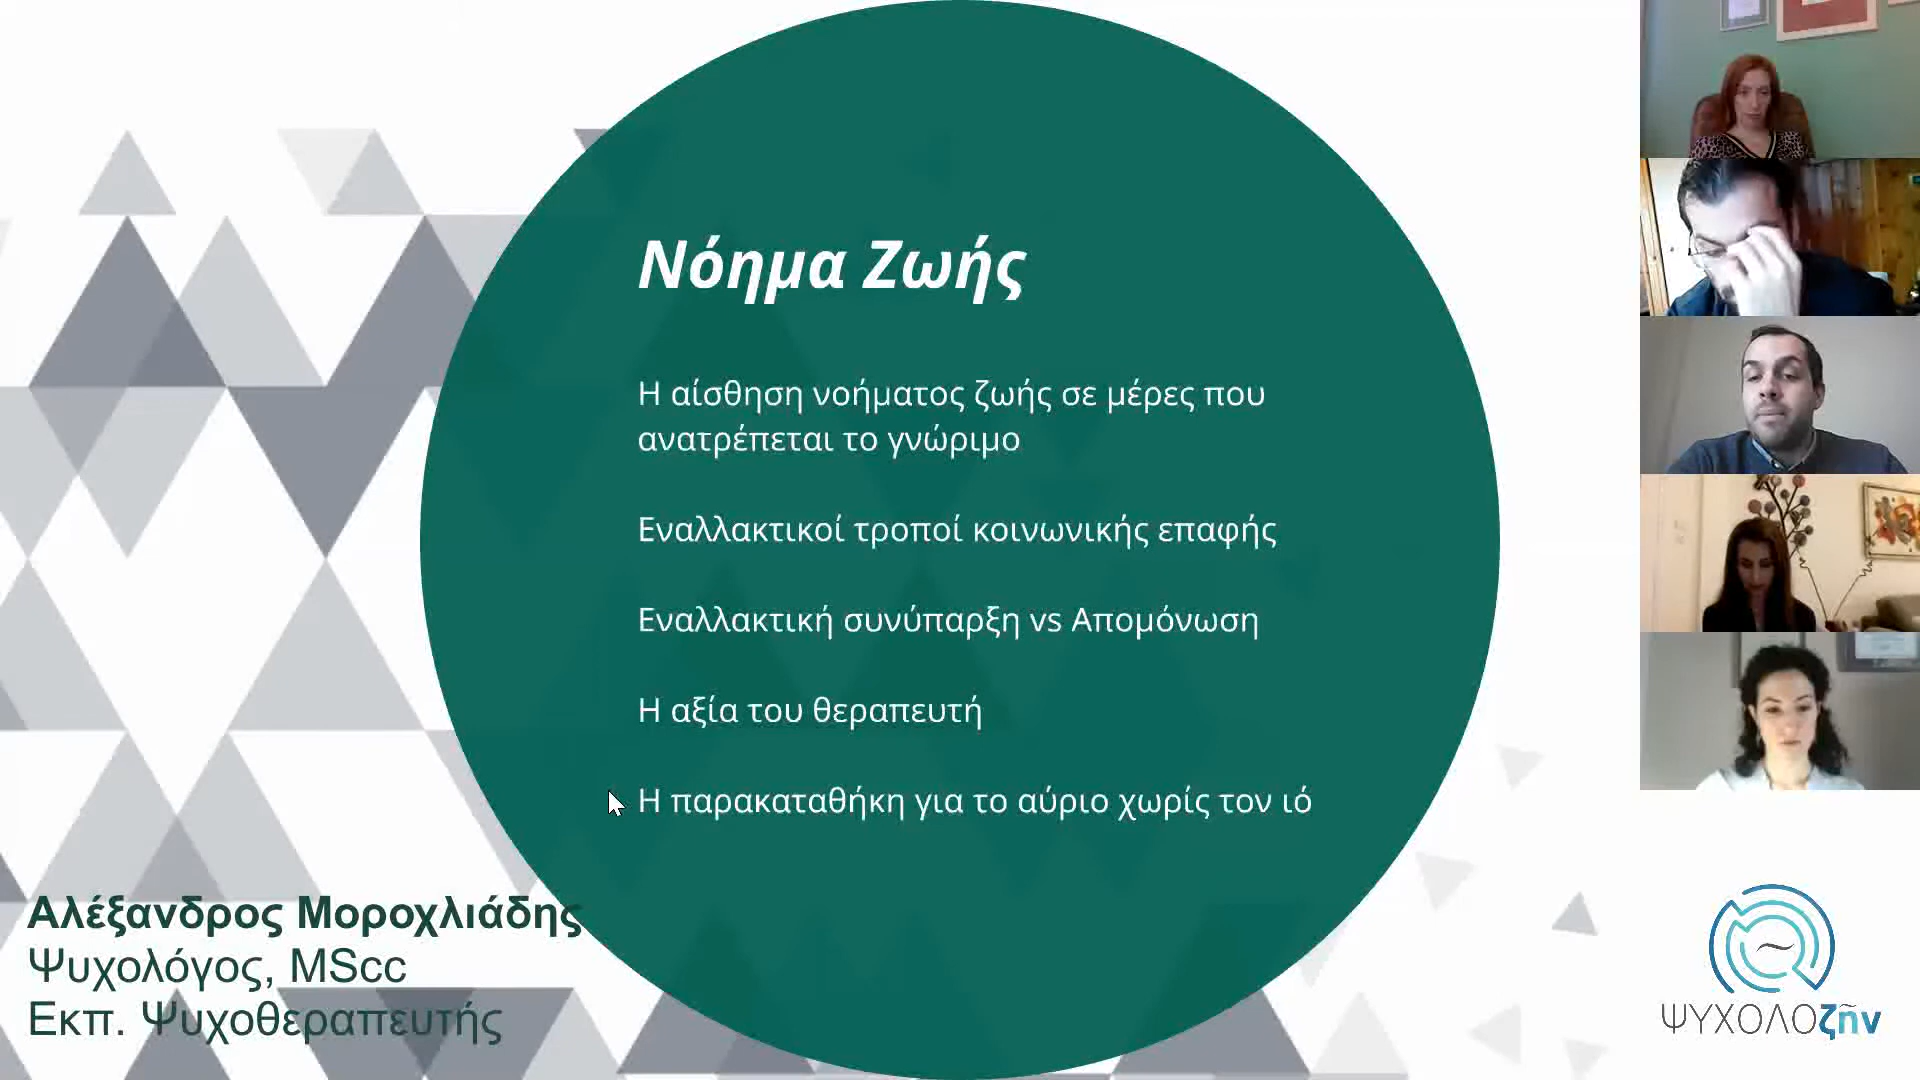 Νόημα Ζωής
Η αίσθηση νοήματος ζωής σε μέρες που
ανατρέπεται το γνώριμο
Εναλλακτικοί τροποί κοινωνικής επαφής
Εναλλακτική συνύπαρξη vs Απομόνωση
Η αξία του θεραπευτή
Η παρακαταθήκη για το αύριο χωρίς τον ιό
Αλέξανδρος Μοροχλιάδης
Ψυχολόγος, MScc
Εκπ. Ψυχοθεραπευτής
ΨΥΧΟΛΟζῆν